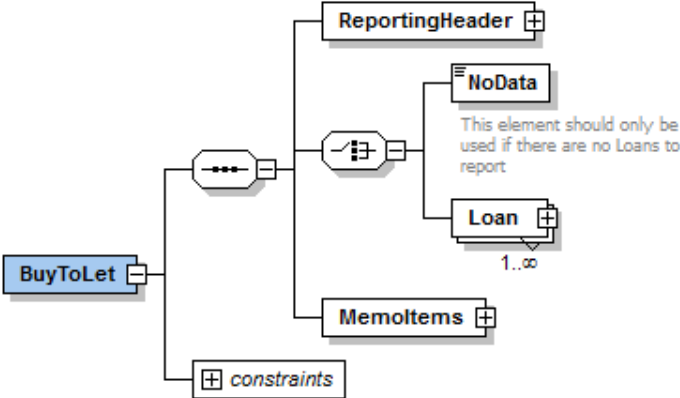 ReportingHeader
NoData
This element should only be
used if there are no Loans to
report
Loan
1..∞
BuyToLet
MemoItems
constraints